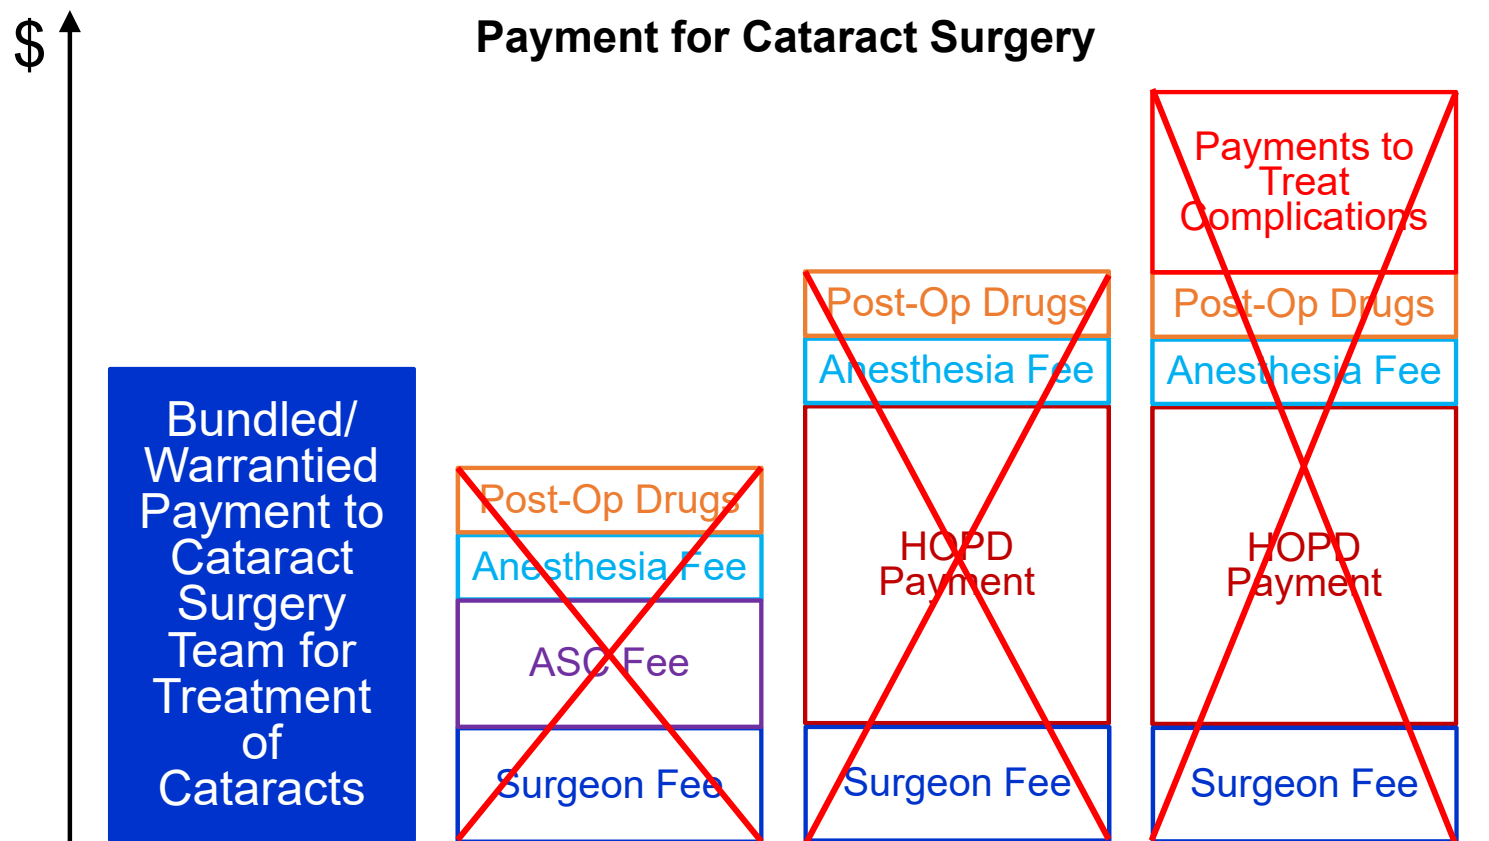 $
Payment for Cataract Surgery
Bundled/
Warrantied
Payment to
Cataract
Surgery
Team for
Treatment
of
Cataracts
Post-Op Drugs
Anesthesia Fee
ASC Fee
Surgeon Fee
Post-Op Drugs
Anesthesia Fee
HOPD
Payment
Surgeon Fee
Payments to
Treat
Complications
Post-Op Drugs
Anesthesia Fee
HOPD
Payment
Surgeon Fee